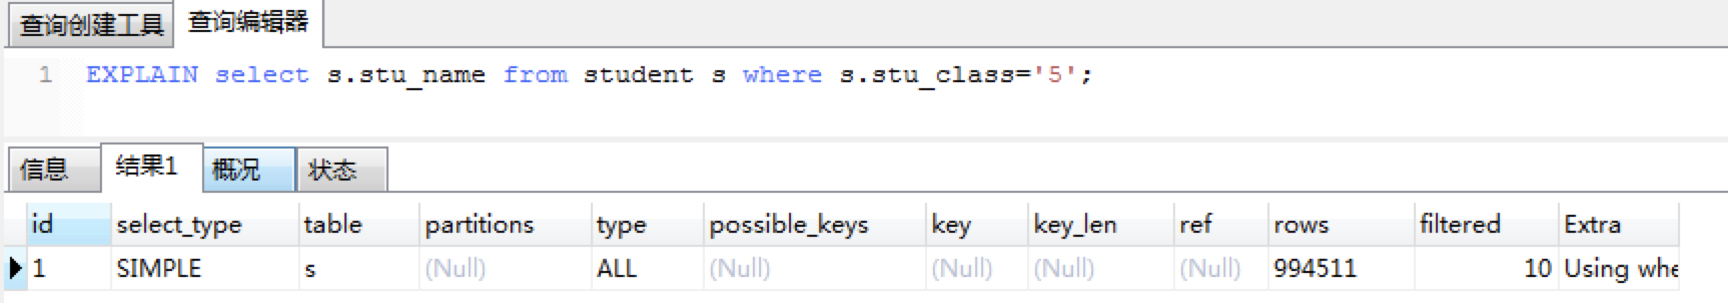 查询创建工具 查询编辑器
1 EXPLAIN select s.stu_name from student s where s.stu_class='5';
信息 结果1 概况 状态
id select_type table partitions type possible_keys key key_len ref rows filtered Extra
1 SIMPLE s (Null) ALL (Null) (Null) (Null) (Null) 994511 10 Using whe